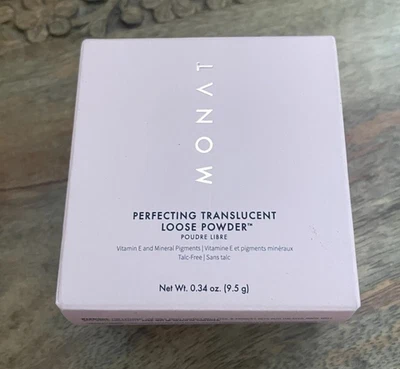 MONAT
PERFECTING TRANSLUCENT
LOOSE POWDER™
POUDRE LIBRE
Vitamin E and Mineral Pigments | Vitamine E et pigments minéraux
Talc-Free | Sans talc
Net Wt. 0.34 oz. (9.5 g)